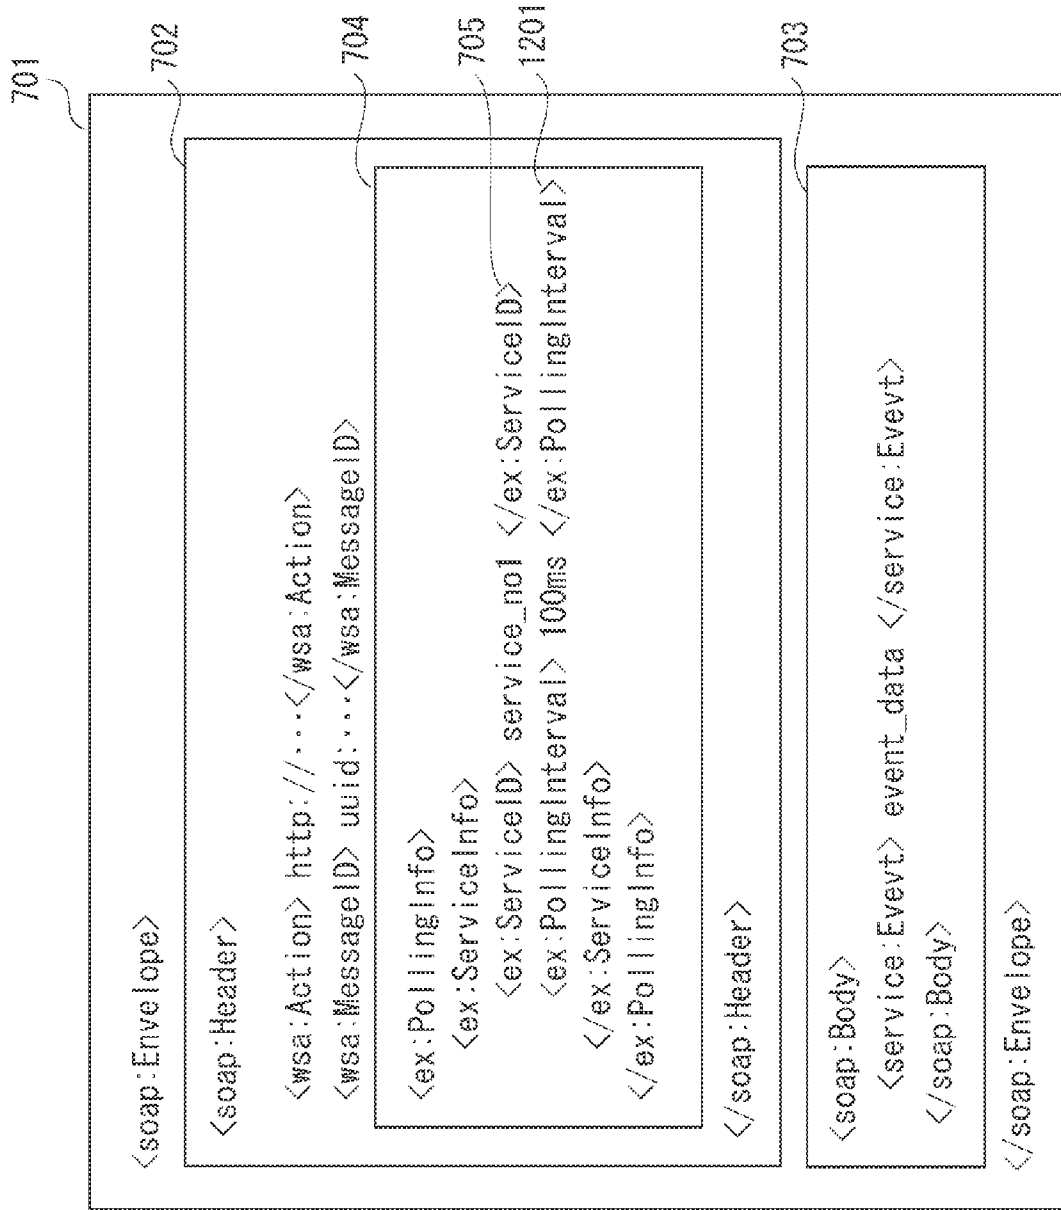 701
<soap:Envelope>
702
<soap:Header>
<wsa:Action> http://···</wsa:Action>
<wsa:MessageID> uuid:···</wsa:MessageID>
704
<ex:PollingInfo>
<ex:ServiceInfo>
<ex:ServiceID> service_no1 </ex:ServiceID>
705
<ex:PollingInterval> 100ms </ex:PollingInterval>
1201
</ex:ServiceInfo>
</ex:PollingInfo>
</soap:Header>
703
<soap:Body>
<service:Evevt> event_data </service:Evevt>
</soap:Body>
</soap:Envelope>